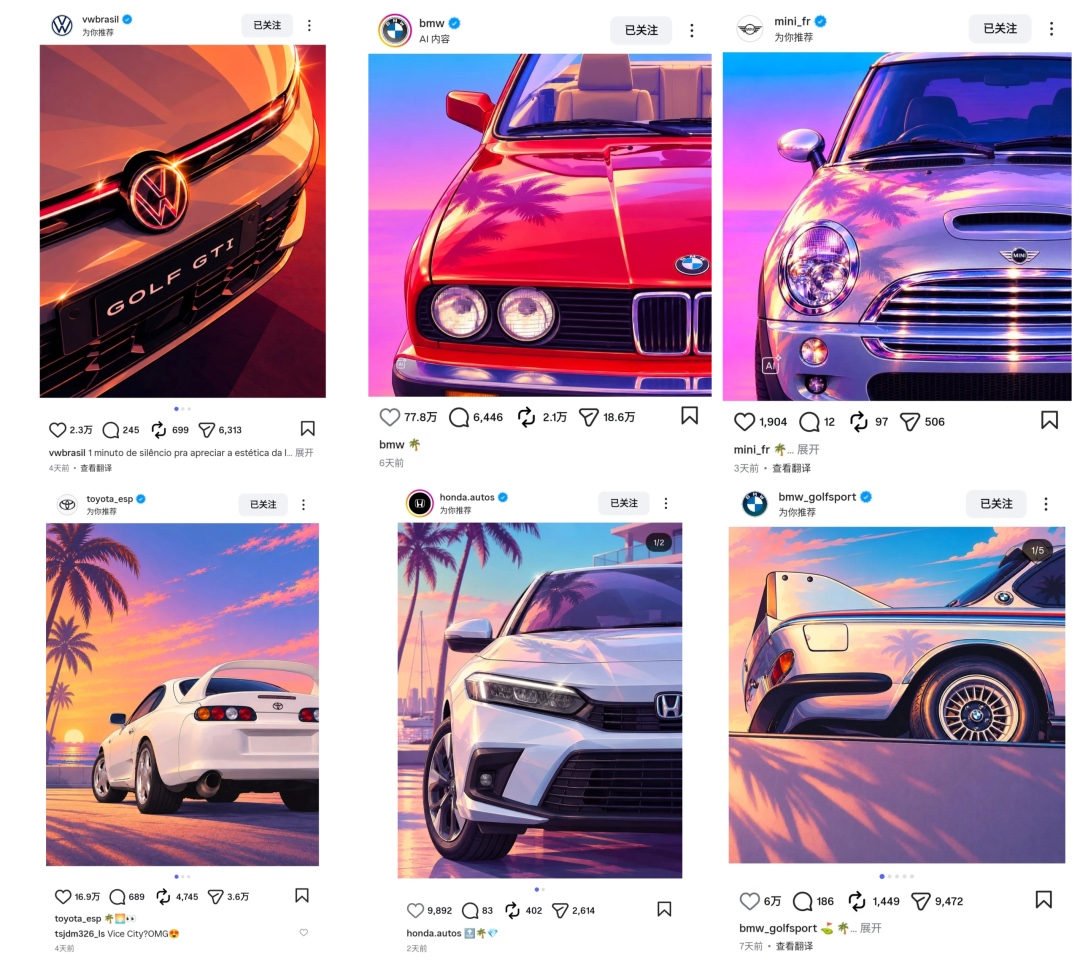 vwbrasil
为你推荐
已关注
GOLF GTI
2.3万 245 699 6,313
vwbrasil 1 minuto de silêncio pra apreciar a estética da l... 展开
4天前 • 查看翻译
bmw
AI 内容
已关注
77.8万 6,446 2.1万 18.6万
bmw 🌴
6天前
mini_fr
为你推荐
已关注
MINI
AI
1,904 12 97 506
mini_fr 🌴... 展开
3天前 • 查看翻译
toyota_esp
为你推荐
已关注
16.9万 689 4,745 3.6万
toyota_esp 🌴🌅👀
tsjdm326_ls Vice City?OMG😍
4天前
honda.autos
为你推荐
已关注
1/2
9,892 83 402 2,614
honda.autos 🔝🌴💎
2天前
bmw_golfsport
为你推荐
已关注
1/5
6万 186 1,449 9,472
bmw_golfsport ⛳🌴... 展开
7天前 • 查看翻译